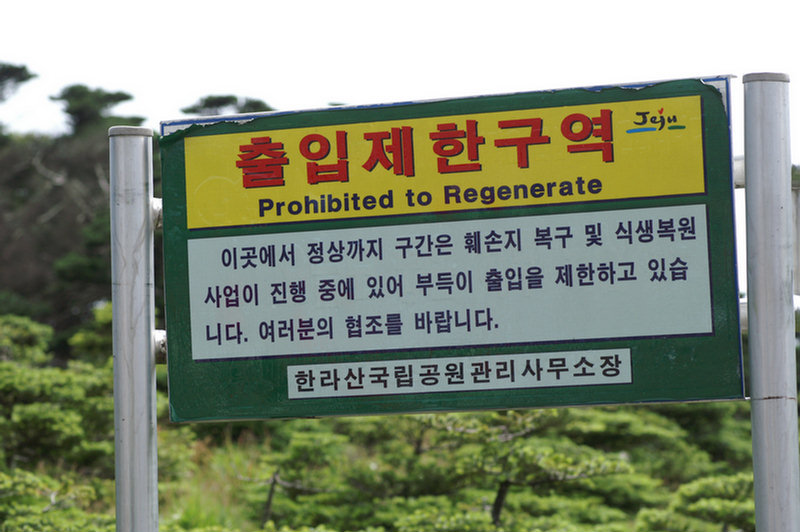 출입제한구역 Jeju
Prohibited to Regenerate
이곳에서 정상까지 구간은 훼손지 복구 및 식생복원
사업이 진행 중에 있어 부득이 출입을 제한하고 있습
니다. 여러분의 협조를 바랍니다.
한라산국립공원관리사무소장